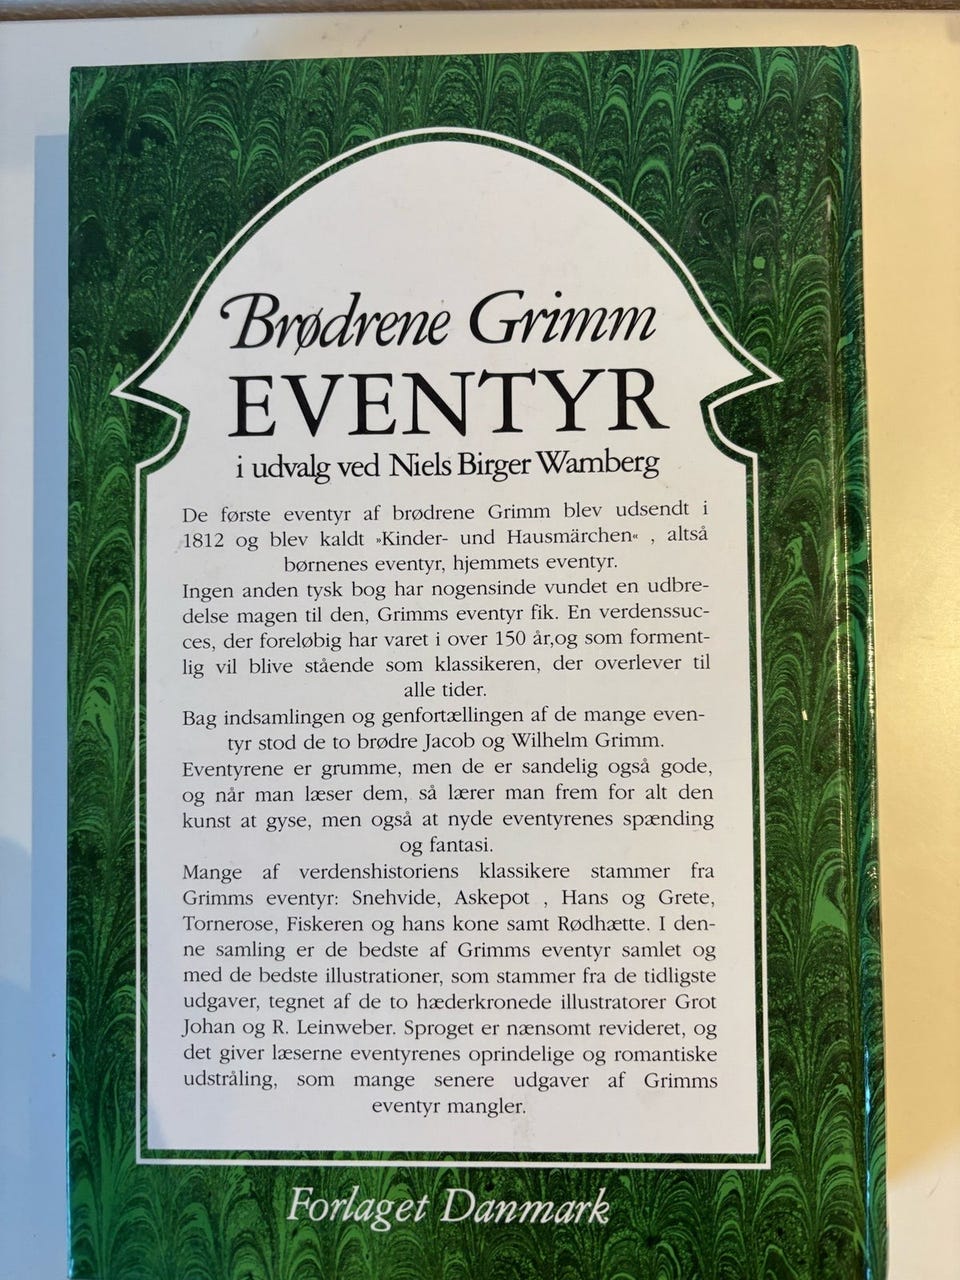 Brødrene Grimm
EVENTYR
i udvalg ved Niels Birger Wamberg
De første eventyr af brødrene Grimm blev udsendt i
1812 og blev kaldt »Kinder- und Hausmärchen« , altså
børnenes eventyr, hjemmets eventyr.
Ingen anden tysk bog har nogensinde vundet en udbre-
delse magen til den, Grimms eventyr fik. En verdenssuc-
ces, der foreløbig har varet i over 150 år,og som forment-
lig vil blive stående som klassikeren, der overlever til
alle tider.
Bag indsamlingen og genfortællingen af de mange even-
tyr stod de to brødre Jacob og Wilhelm Grimm.
Eventyrene er grumme, men de er sandelig også gode,
og når man læser dem, så lærer man frem for alt den
kunst at gyse, men også at nyde eventyrenes spænding
og fantasi.
Mange af verdenshistoriens klassikere stammer fra
Grimms eventyr: Snehvide, Askepot , Hans og Grete,
Tornerose, Fiskeren og hans kone samt Rødhætte. I den-
ne samling er de bedste af Grimms eventyr samlet og
med de bedste illustrationer, som stammer fra de tidligste
udgaver, tegnet af de to hæderkronede illustratorer Grot
Johan og R. Leinweber. Sproget er nænsomt revideret, og
det giver læserne eventyrenes oprindelige og romantiske
udstråling, som mange senere udgaver af Grimms
eventyr mangler.
Forlaget Danmark